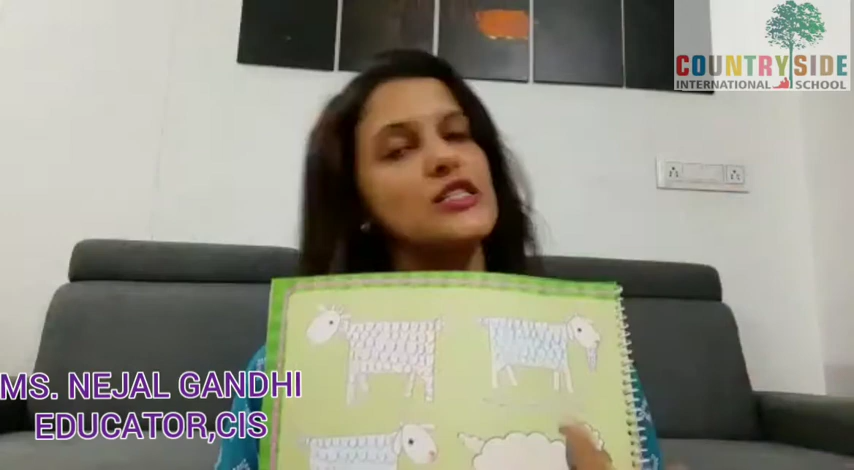 COUNTRYSIDE
INTERNATIONAL SCHOOL
MS. NEJAL GANDHI
EDUCATOR,CIS